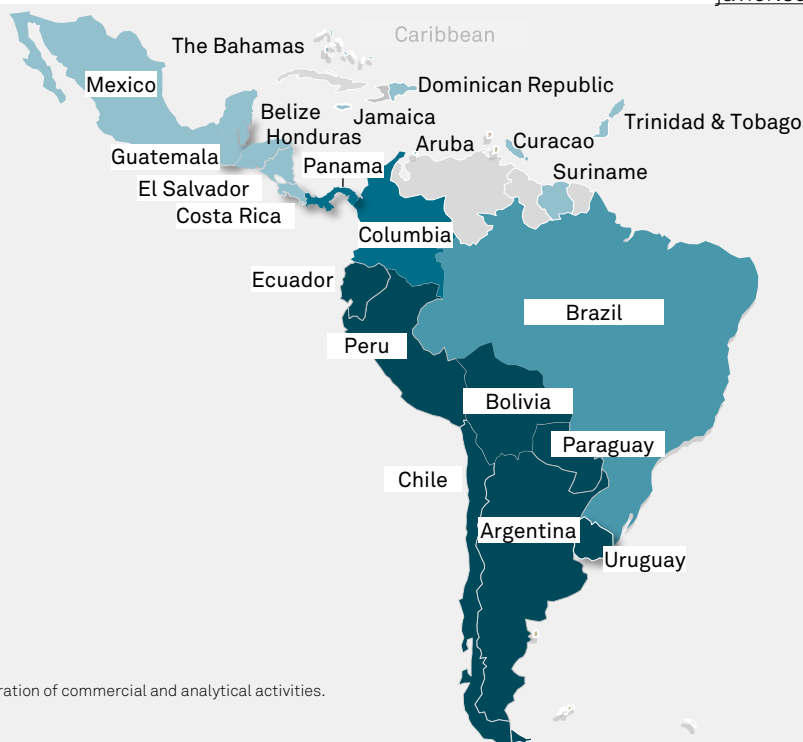 Caribbean
The Bahamas
Mexico
Dominican Republic
Belize
Jamaica
Trinidad & Tobago
Honduras
Aruba
Curacao
Guatemala
Panama
Suriname
El Salvador
Costa Rica
Columbia
Ecuador
Brazil
Peru
Bolivia
Paraguay
Chile
Argentina
Uruguay
ration of commercial and analytical activities.